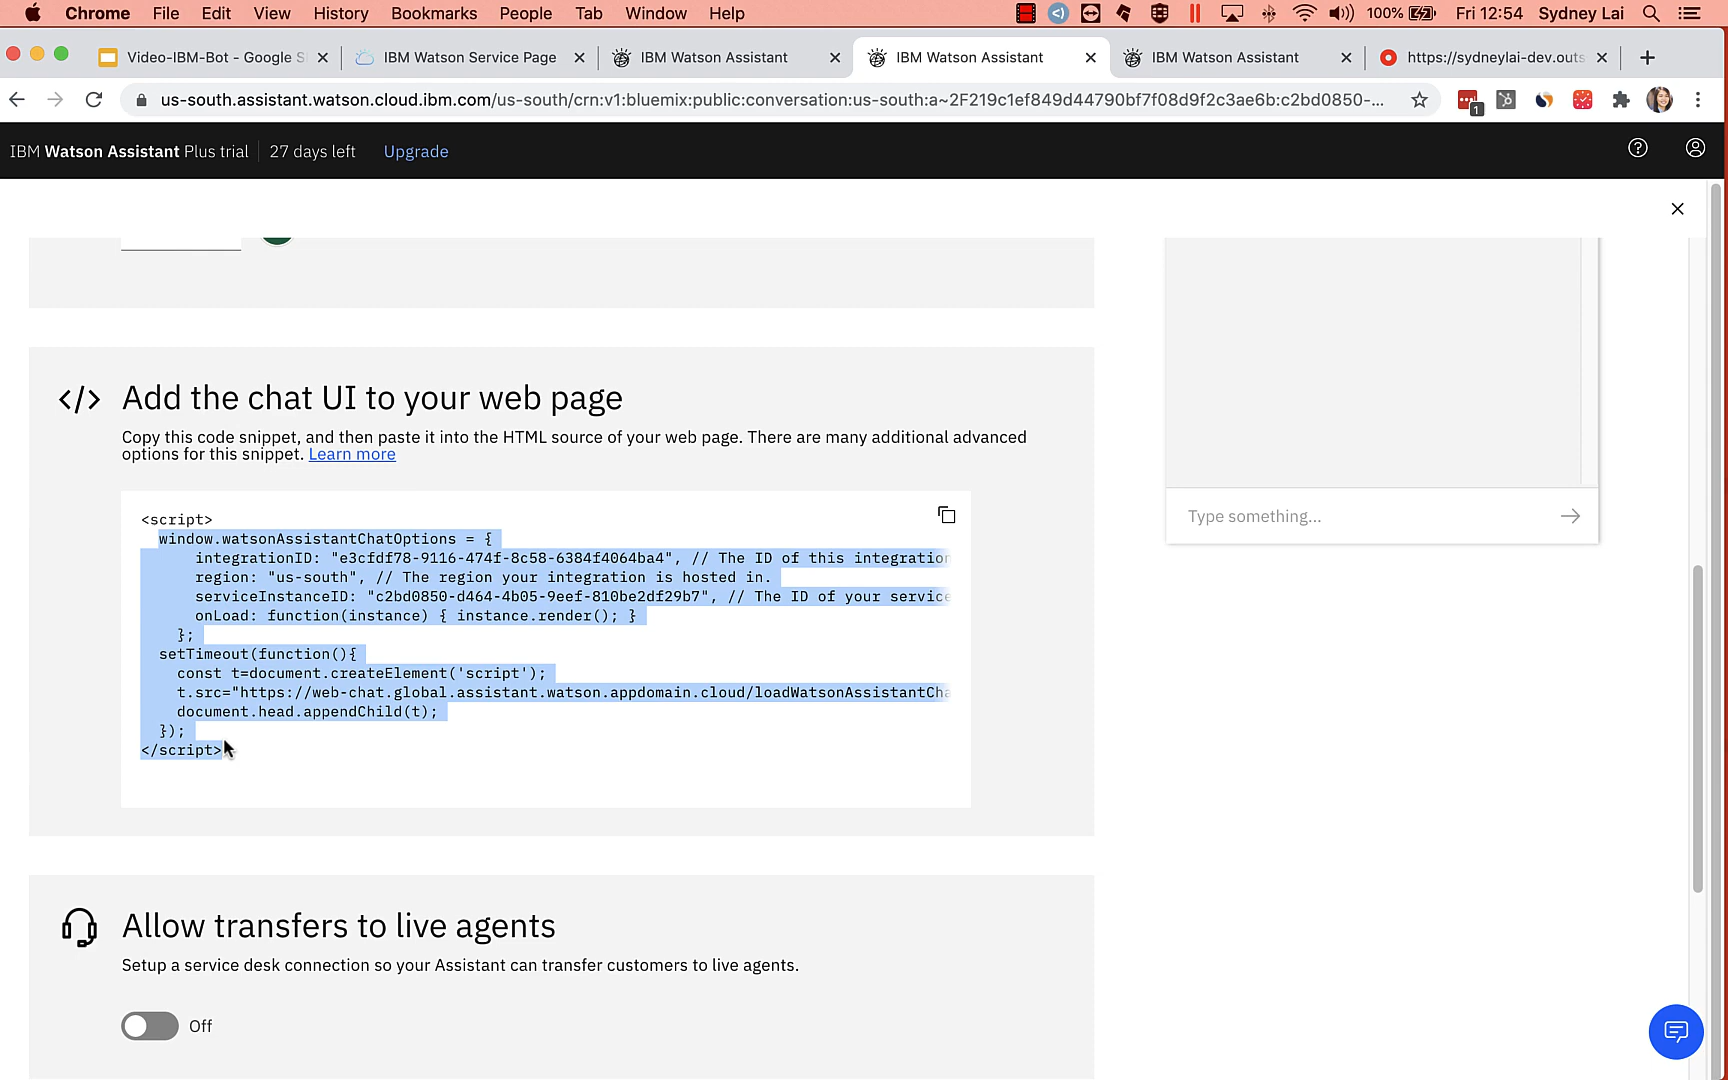 Chrome File Edit View History Bookmarks People Tab Window Help 100% Fri 12:54 Sydney Lai
Video-IBM-Bot - Google S IBM Watson Service Page IBM Watson Assistant IBM Watson Assistant IBM Watson Assistant https://sydneylai-dev.outs
us-south.assistant.watson.cloud.ibm.com/us-south/crn:v1:bluemix:public:conversation:us-south:a~2F219c1ef849d44790bf7f08d9f2c3ae6b:c2bd0850-... 1
IBM Watson Assistant Plus trial 27 days left Upgrade
</> Add the chat UI to your web page
Copy this code snippet, and then paste it into the HTML source of your web page. There are many additional advanced
options for this snippet. Learn more
<script>
window.watsonAssistantChatOptions = {
integrationID: "e3cfdf78-9116-474f-8c58-6384f4064ba4", // The ID of this integration
region: "us-south", // The region your integration is hosted in.
serviceInstanceID: "c2bd0850-d464-4b05-9eef-810be2df29b7", // The ID of your service
onLoad: function(instance) { instance.render(); }
};
setTimeout(function(){
const t=document.createElement('script');
t.src="https://web-chat.global.assistant.watson.appdomain.cloud/loadWatsonAssistantCha
document.head.appendChild(t);
});
</script>
Type something...
Allow transfers to live agents
Setup a service desk connection so your Assistant can transfer customers to live agents.
Off